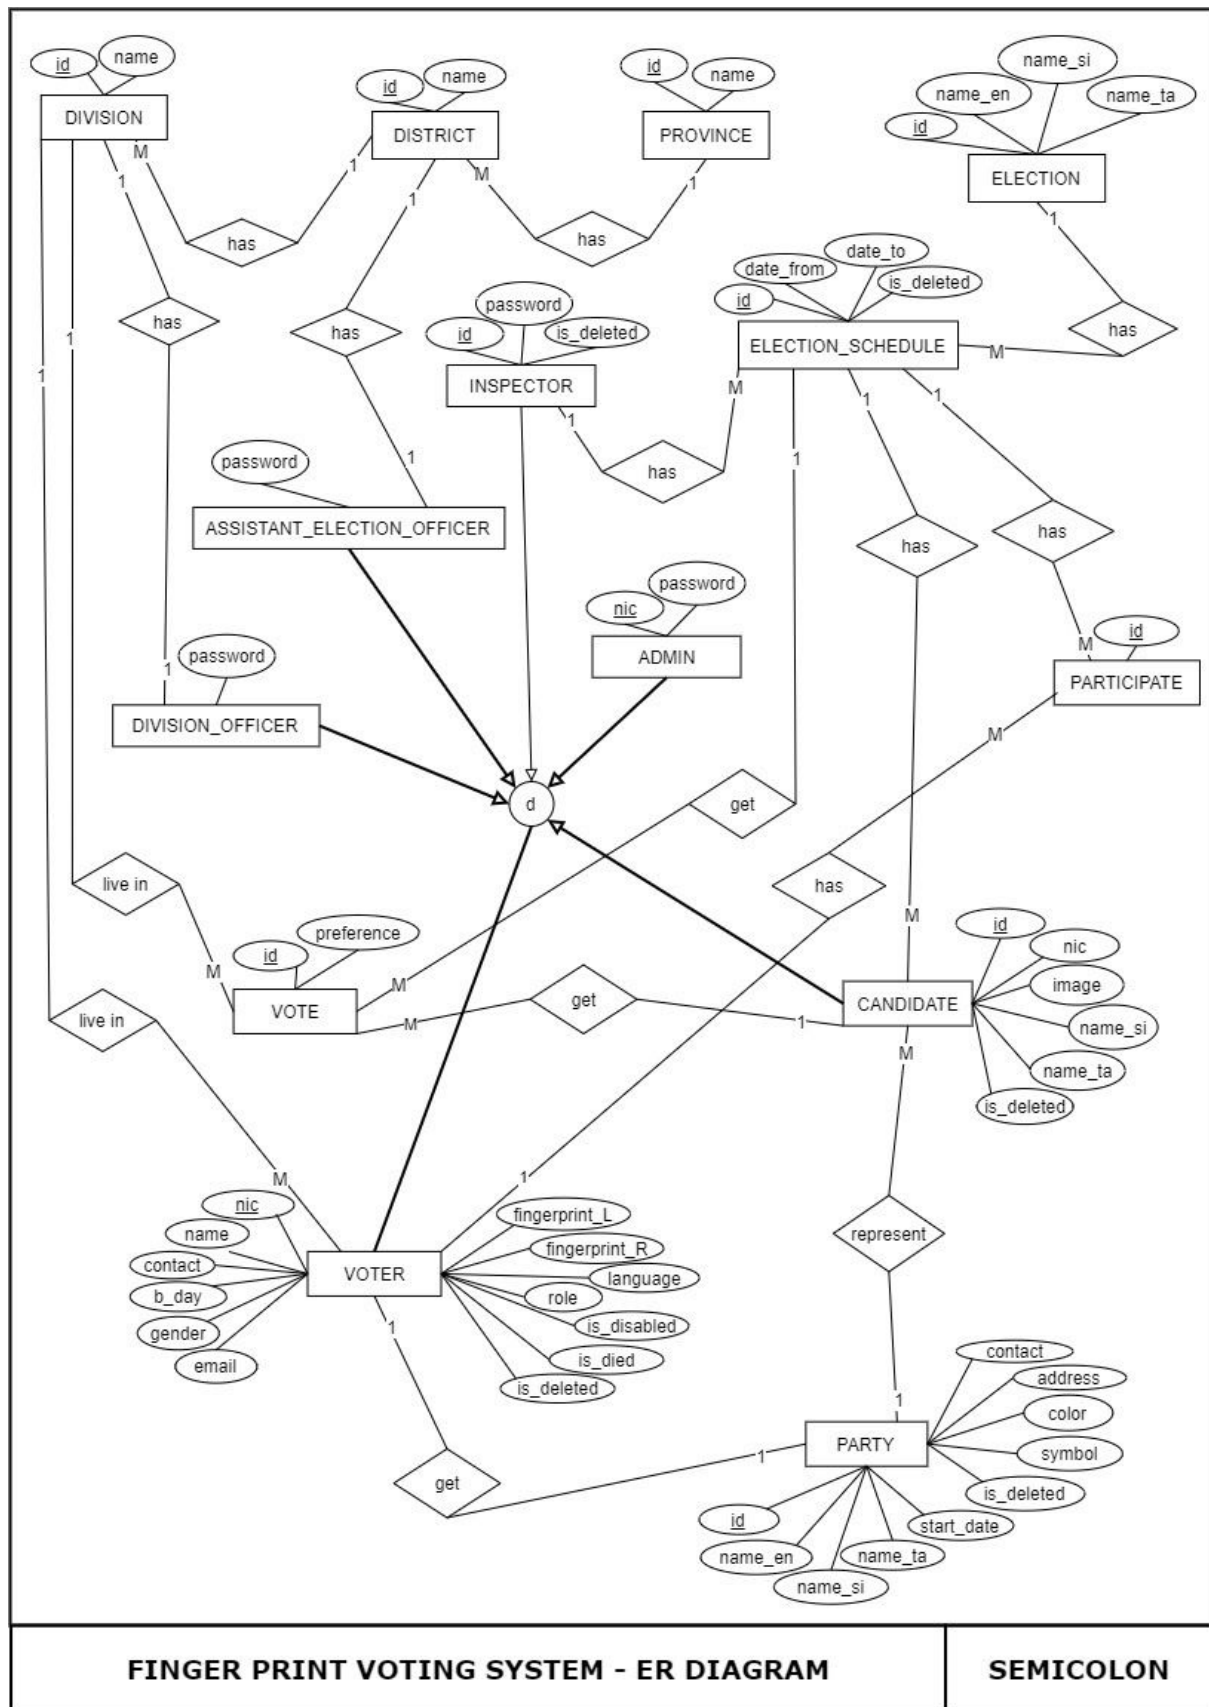 id
name
DIVISION
id
name
DISTRICT
id
name
PROVINCE
name_si
name_en
name_ta
id
ELECTION
M
1
M
1
1
1
1
has
has
date_to
date_from
is_deleted
id
ELECTION_SCHEDULE
has
M
has
has
password
id
is_deleted
INSPECTOR
1
1
M
1
1
1
has
1
password
1
ASSISTANT_ELECTION_OFFICER
has
has
password
nic
ADMIN
password
1
DIVISION_OFFICER
M
id
PARTICIPATE
M
d
get
live in
has
preference
id
M
VOTE
M
M
get
1
M
id
nic
image
name_si
name_ta
is_deleted
CANDIDATE
M
live in
M
1
nic
name
contact
b_day
gender
email
VOTER
fingerprint_L
fingerprint_R
language
role
is_disabled
is_died
is_deleted
represent
1
1
get
1
PARTY
contact
address
color
symbol
is_deleted
start_date
name_ta
name_si
name_en
id
FINGER PRINT VOTING SYSTEM - ER DIAGRAM
SEMICOLON